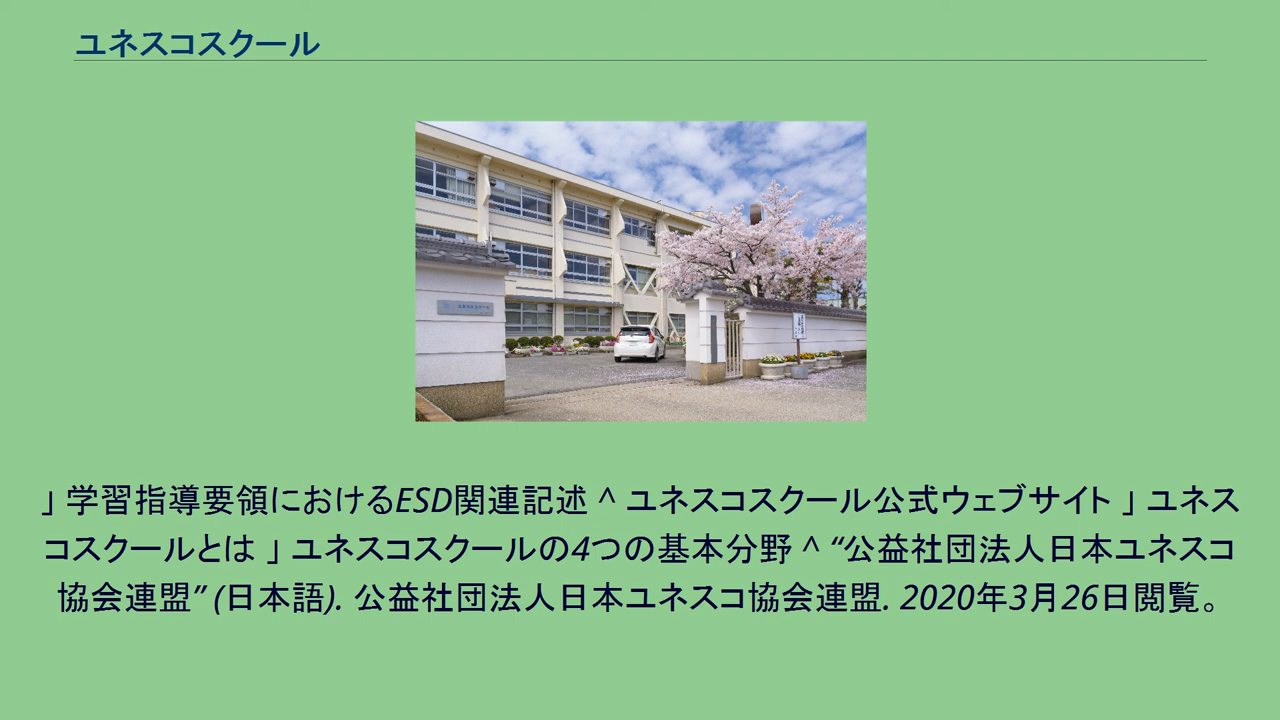 ユネスコスクール
」学習指導要領におけるESD関連記述 ^ ユネスコスクール公式ウェブサイト 」ユネス
コスクールとは 」ユネスコスクールの4つの基本分野 ^ “公益社団法人日本ユネスコ
協会連盟” (日本語). 公益社団法人日本ユネスコ協会連盟. 2020年3月26日閲覧。